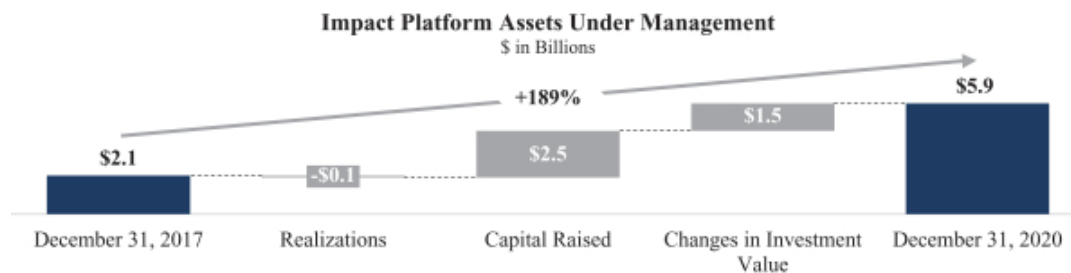 Impact Platform Assets Under Management
$ in Billions
+189%
$2.1
-$0.1
$2.5
$1.5
$5.9
December 31, 2017
Realizations
Capital Raised
Changes in Investment
Value
December 31, 2020